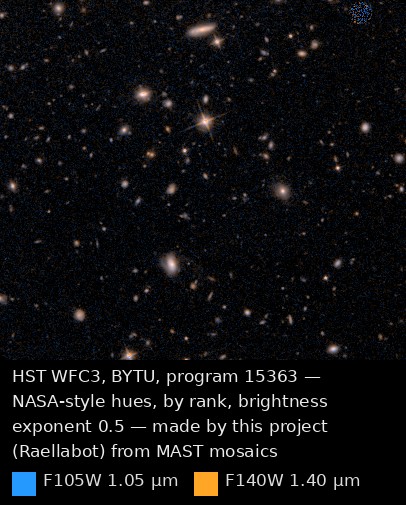 HST WFC3, BYTU, program 15363 —
NASA-style hues, by rank, brightness
exponent 0.5 — made by this project
(Raellabot) from MAST mosaics
F105W 1.05 µm F140W 1.40 µm